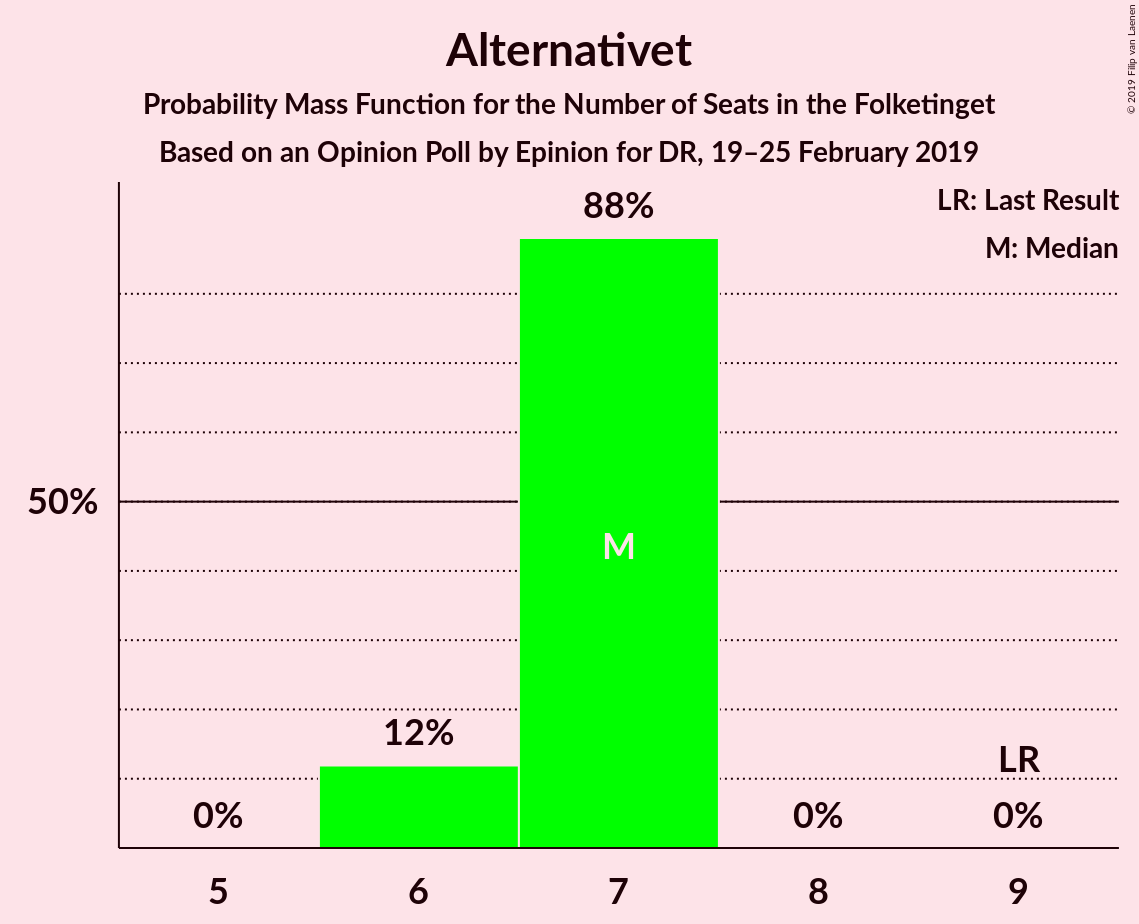 Alternativet
Probability Mass Function for the Number of Seats in the Folketinget
Based on an Opinion Poll by Epinion for DR, 19–25 February 2019
LR: Last Result
M: Median
88%
50%
M
12%
LR
0%
0%
0%
5
6
7
8
9
© 2019 Filip van Laenen